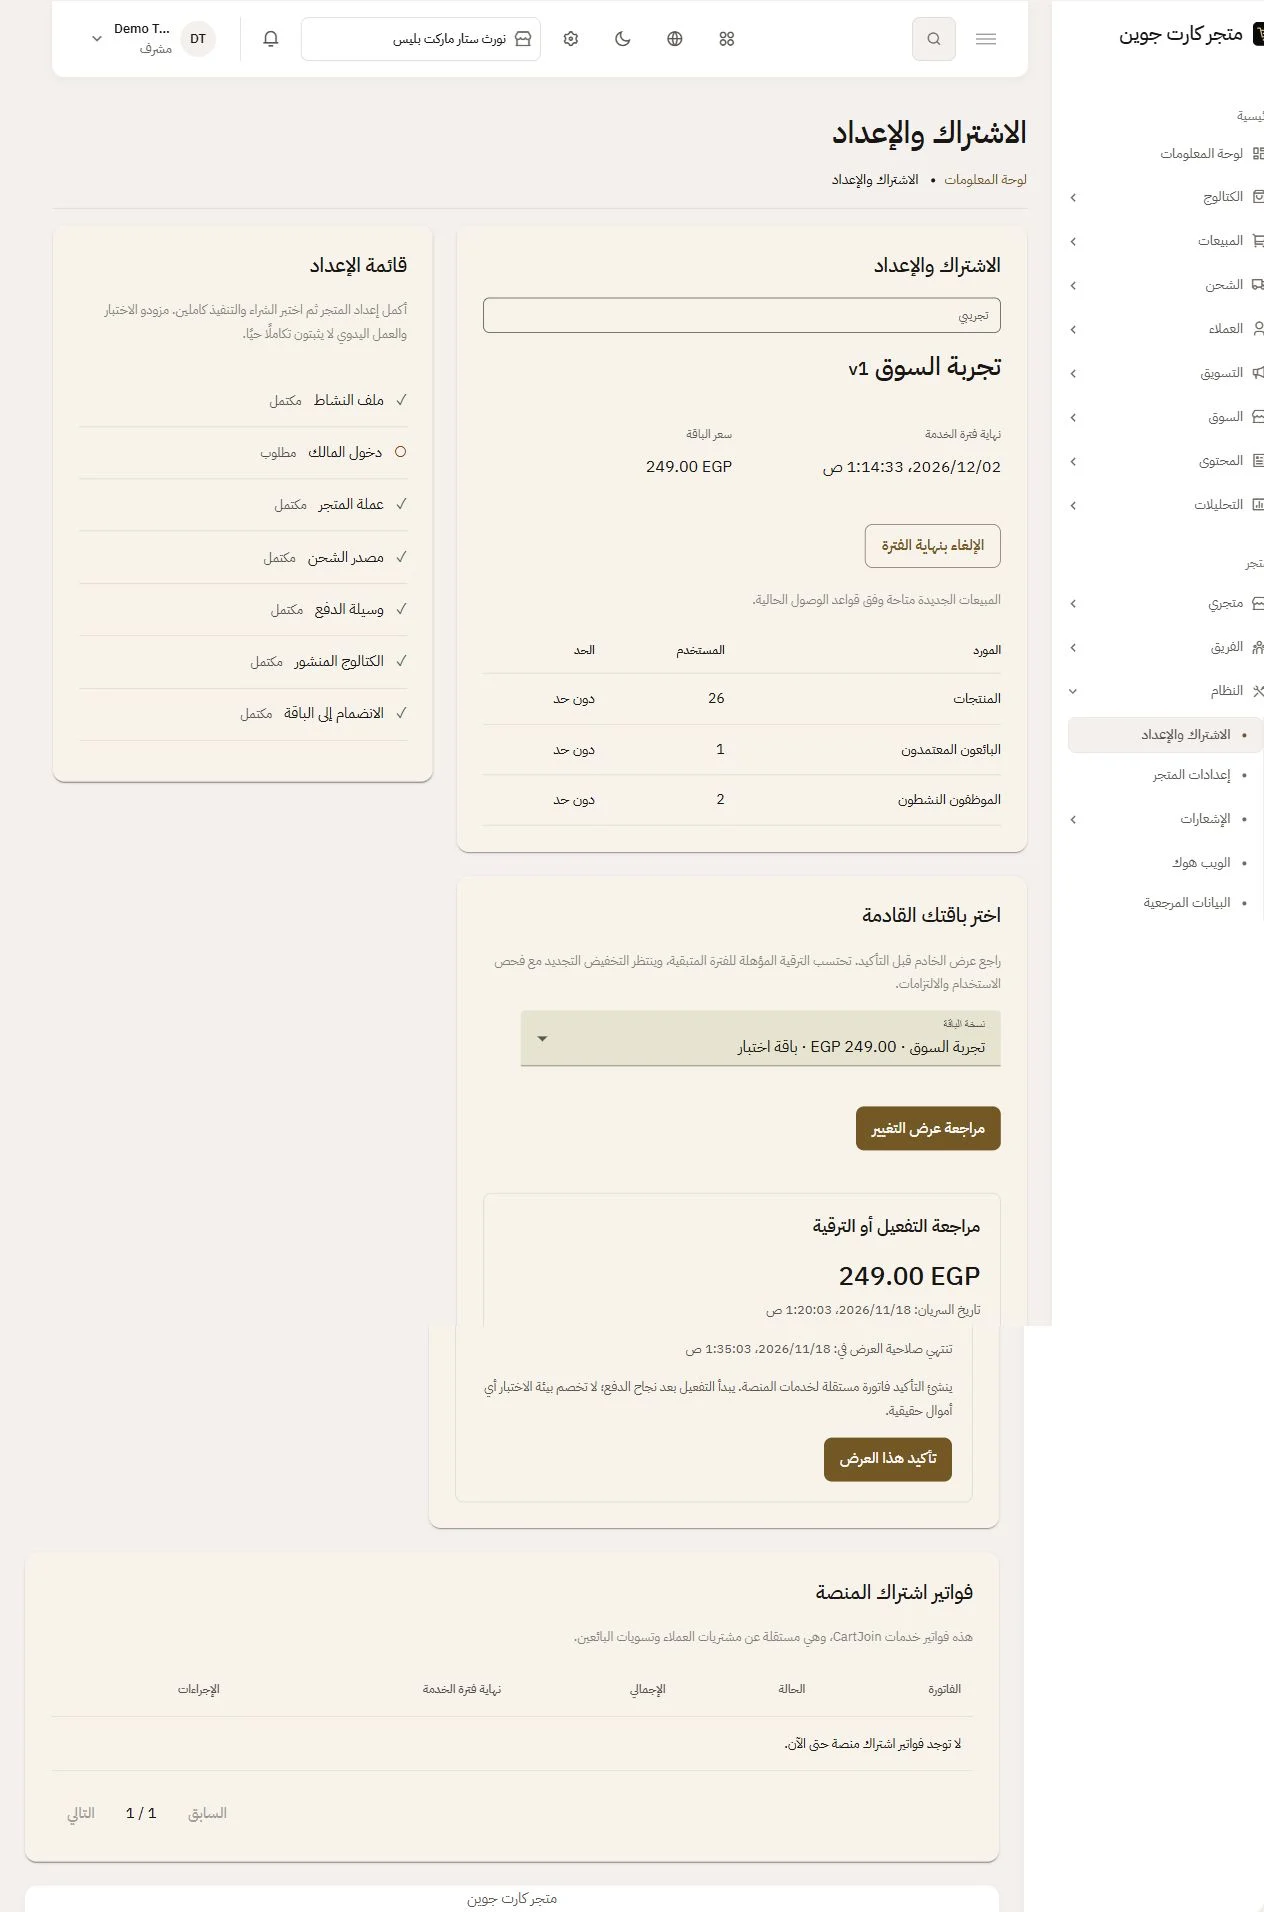 متجر كارت جوين
لوحة المعلومات
الكتالوج
المبيعات
الشحن
العملاء
التسويق
السوق
المحتوى
التحليلات
متجري
الفريق
النظام
الاشتراك والإعداد
إعدادات المتجر
الإشعارات
الويب هوك
البيانات المرجعية
نورث ستار ماركت بليس
DT
Demo T...
مشرف
الاشتراك والإعداد
لوحة المعلومات • الاشتراك والإعداد
الاشتراك والإعداد
تجريبي
تجربة السوق v1
نهاية فترة الخدمة
2026/12/02، 1:14:33 ص
سعر الباقة
249.00 EGP
الإلغاء بنهاية الفترة
المبيعات الجديدة متاحة وفق قواعد الوصول الحالية.
المورد المستخدم الحد
المنتجات 26 دون حد
البائعون المعتمدون 1 دون حد
الموظفون النشطون 2 دون حد
قائمة الإعداد
أكمل إعداد المتجر ثم اختبر الشراء والتنفيذ كاملين. مزودو الاختبار
والعمل اليدوي لا يثبتون تكاملًا حيًا.
✓ ملف النشاط مكتمل
دخول المالك مطلوب
✓ عملة المتجر مكتمل
✓ مصدر الشحن مكتمل
✓ وسيلة الدفع مكتمل
✓ الكتالوج المنشور مكتمل
✓ الانضمام إلى الباقة مكتمل
اختر باقتك القادمة
راجع عرض الخادم قبل التأكيد. تحتسب الترقية المؤهلة للفترة المتبقية، وينتظر التخفيض التجديد مع فحص
الاستخدام والالتزامات.
نسخة الباقة
تجربة السوق · EGP 249.00 · باقة اختبار
مراجعة عرض التغيير
مراجعة التفعيل أو الترقية
249.00 EGP
تاريخ السريان: 2026/11/18، 1:20:03 ص
تنتهي صلاحية العرض في: 2026/11/18، 1:35:03 ص
ينشئ التأكيد فاتورة مستقلة لخدمات المنصة. يبدأ التفعيل بعد نجاح الدفع؛ لا تخصم بيئة الاختبار أي
أموال حقيقية.
تأكيد هذا العرض
فواتير اشتراك المنصة
هذه فواتير خدمات CartJoin، وهي مستقلة عن مشتريات العملاء وتسويات البائعين.
الفاتورة الحالة الإجمالي نهاية فترة الخدمة الإجراءات
لا توجد فواتير اشتراك منصة حتى الآن.
السابق 1 / 1 التالي
متجر كارت جوين